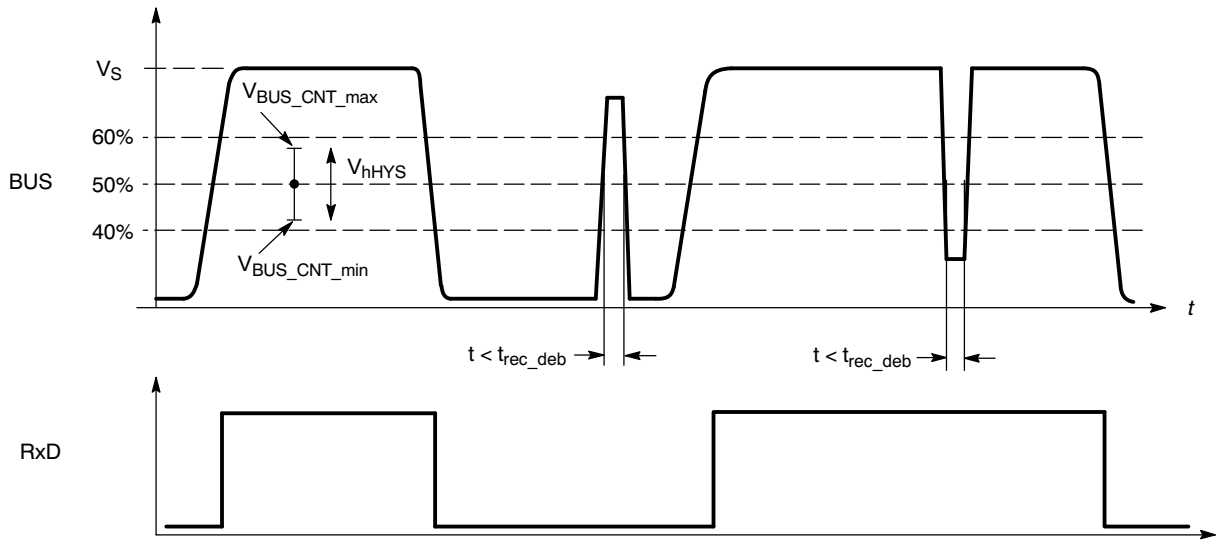 V_S
V_BUS_CNT_max
60%
V_hHYS
BUS
50%
40%
V_BUS_CNT_min
t
t < t_rec_deb
t < t_rec_deb
RxD